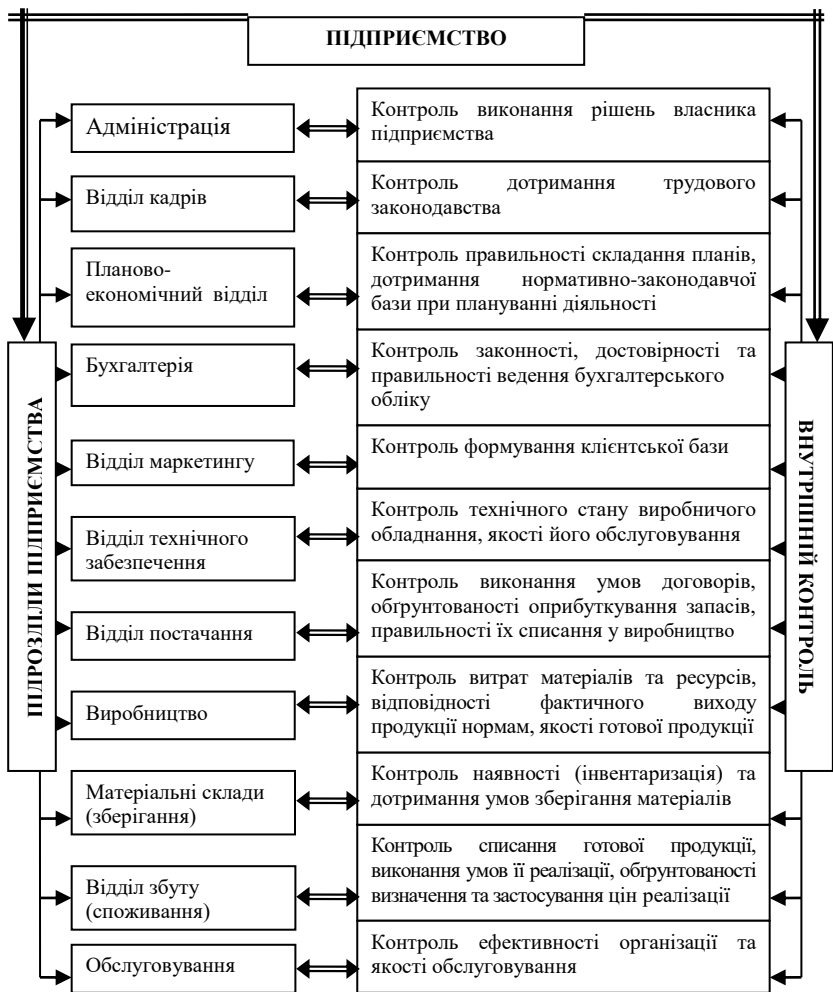 ПІДПРИЄМСТВО
Адміністрація
Контроль виконання рішень власника
підприємства
Відділ кадрів
Контроль дотримання трудового
законодавства
Планово-
економічний відділ
Контроль правильності складання планів,
дотримання нормативно-законодавчої
бази при плануванні діяльності
Бухгалтерія
Контроль законності, достовірності та
правильності ведення бухгалтерського
обліку
Відділ маркетингу
Контроль формування клієнтської бази
Відділ технічного
забезпечення
Контроль технічного стану виробничого
обладнання, якості його обслуговування
Відділ постачання
Контроль виконання умов договорів,
обґрунтованості оприбуткування запасів,
правильності їх списання у виробництво
Виробництво
Контроль витрат матеріалів та ресурсів,
відповідності фактичного виходу
продукції нормам, якості готової продукції
Матеріальні склади
(зберігання)
Контроль наявності (інвентаризація) та
дотримання умов зберігання матеріалів
Відділ збуту
(споживання)
Контроль списання готової продукції,
виконання умов її реалізації, обґрунтованості
визначення та застосування цін реалізації
Обслуговування
Контроль ефективності організації та
якості обслуговування
ПІДРОЗДІЛИ ПІДПРИЄМСТВА
ВНУТРІШНІЙ КОНТРОЛЬ